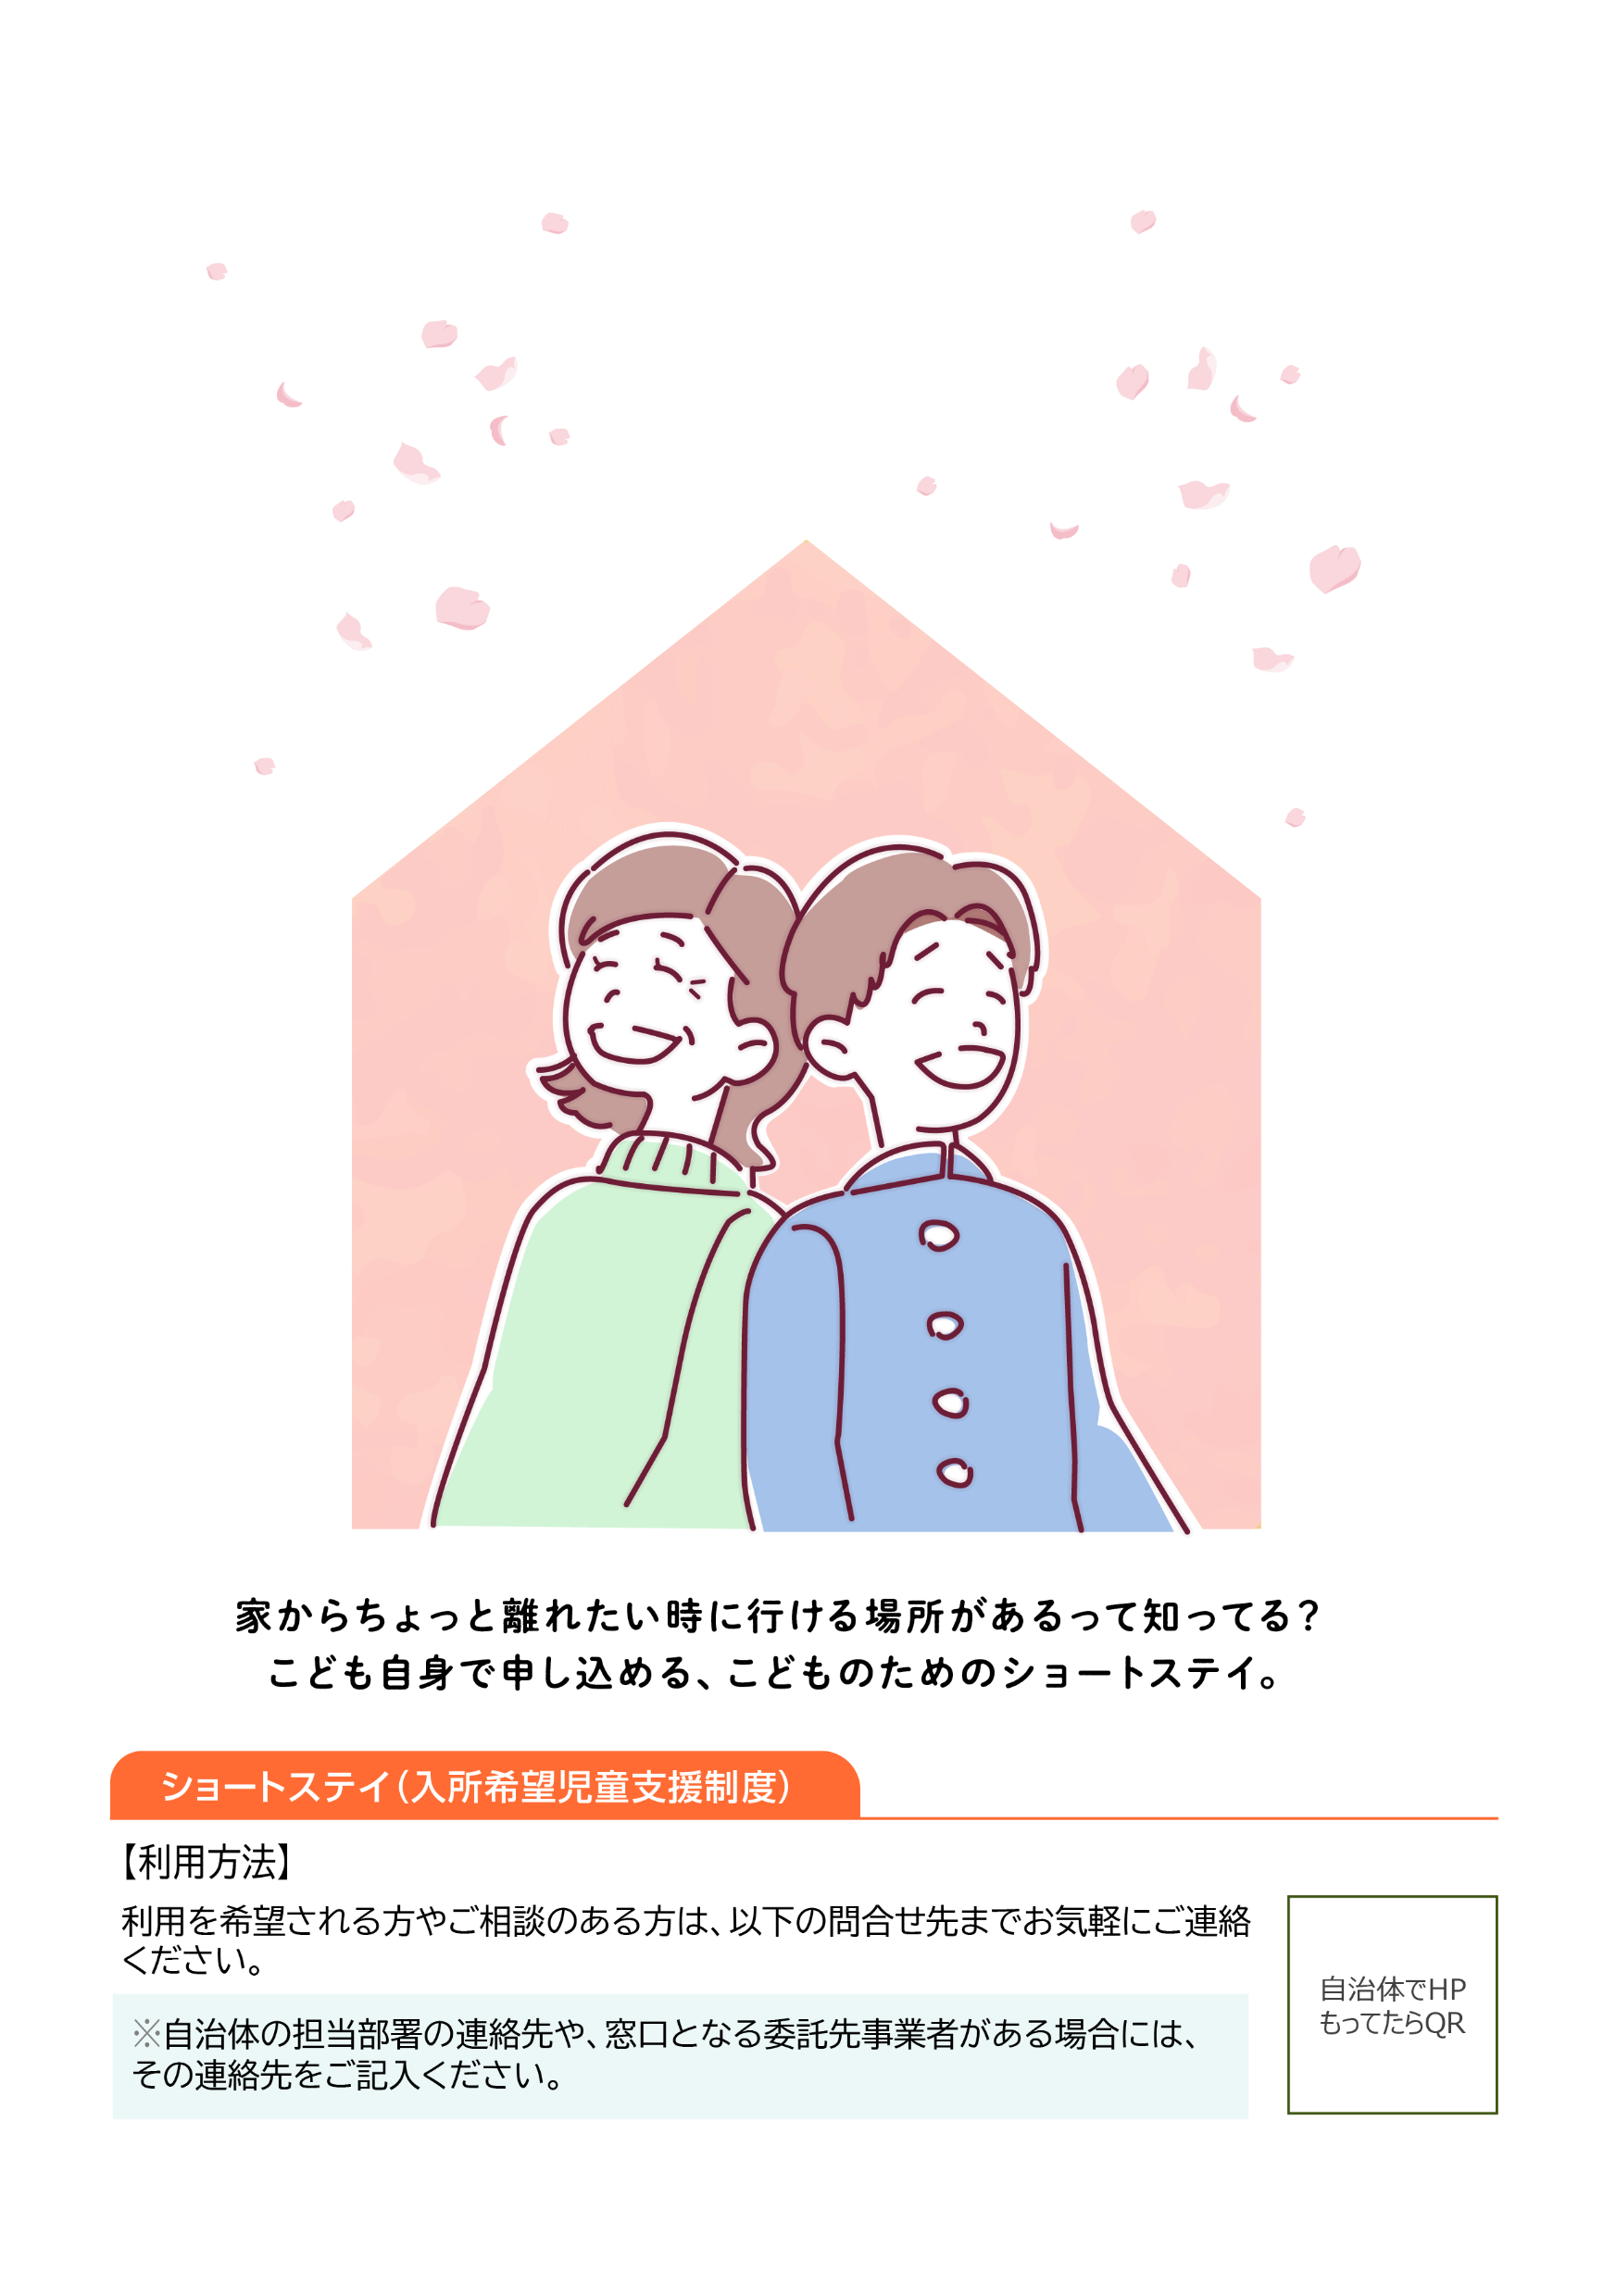 家からちょっと離れたい時に行ける場所があるって知ってる？
こども自身で申し込める、こどものためのショートステイ。
ショートステイ（入所希望児童支援制度）
【利用方法】
利用を希望される方やご相談のある方は、以下の問合せ先までお気軽にご連絡
ください。
※自治体の担当部署の連絡先や、窓口となる委託先事業者がある場合には、
その連絡先をご記入ください。
自治体でHP
もってたらQR